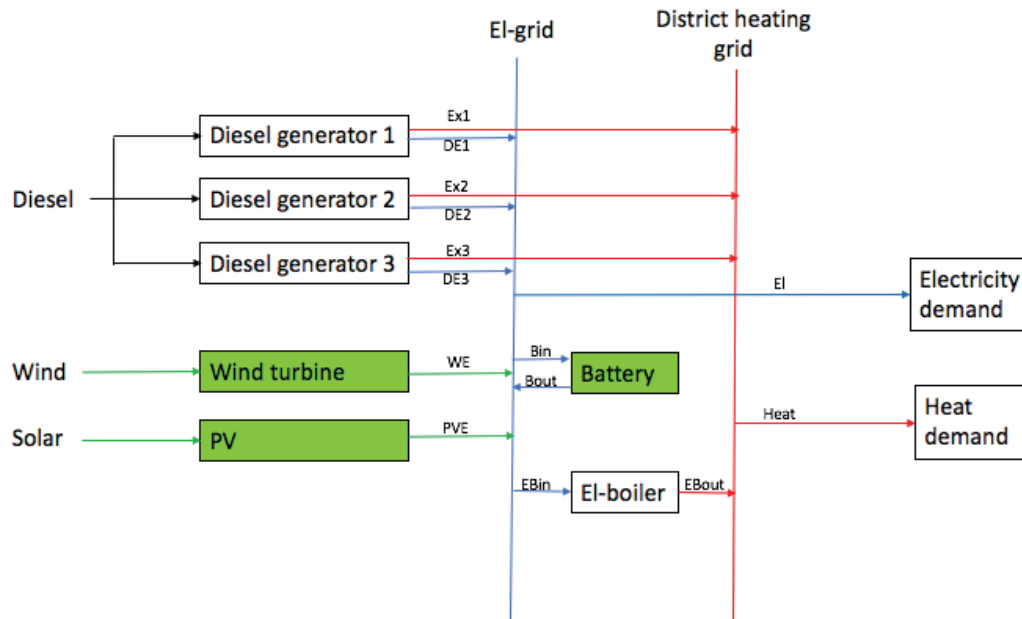 El-grid
District heating
grid
Diesel
Diesel generator 1
Ex1
DE1
Diesel generator 2
Ex2
DE2
Diesel generator 3
Ex3
DE3
El
Electricity
demand
Wind
Wind turbine
WE
Bin
Bout
Battery
Solar
PV
PVE
Heat
Heat
demand
EBin
El-boiler
EBout